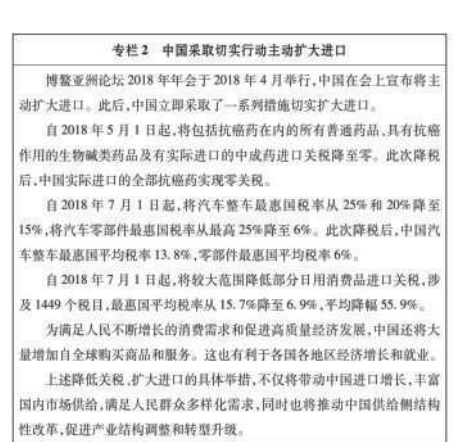 专栏2 中国采取切实行动主动扩大进口
博鳌亚洲论坛2018年年会于2018年4月举行,中国在会上宣布将主
动扩大进口。此后,中国立即采取了一系列措施切实扩大进口。
自2018年5月1日起,将包括抗癌药在内的所有普通药品、具有抗癌
作用的生物碱类药品及有实际进口的中成药进口关税降至零。此次降税
后,中国实际进口的全部抗癌药实现零关税。
自2018年7月1日起,将汽车整车最惠国税率从25%和20%降至
15%,将汽车零部件最惠国税率从最高25%降至6%。此次降税后,中国汽
车整车最惠国平均税率13.8%,零部件最惠国平均税率6%。
自2018年7月1日起,将较大范围降低部分日用消费品进口关税,涉
及1449个税目,最惠国平均税率从15.7%降至6.9%,平均降幅55.9%。
为满足人民不断增长的消费需求和促进高质量经济发展,中国还将大
量增加自全球购买商品和服务。这也有利于各国各地区经济增长和就业。
上述降低关税、扩大进口的具体举措,不仅将带动中国进口增长,丰富
国内市场供给,满足人民群众多样化需求,同时也将推动中国供给侧结构
性改革,促进产业结构调整和转型升级。